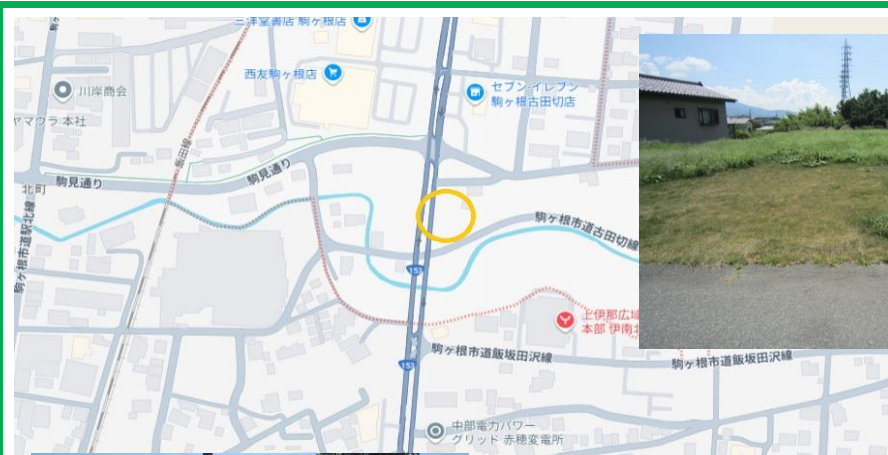 三洋堂書店 駒ヶ根店
西友駒ヶ根店
川岸商会
セブン-イレブン
駒ヶ根古田切店
ヤマウラ 本社
飯田線
駒見通り
駒見通り
北町
駒ヶ根市道駅北線
駒ヶ根市道古田切線
153
上伊那広域
本部 伊南北
駒ヶ根市道飯坂田沢線
駒ヶ根市道飯坂田沢線
153
中部電力パワー
グリッド 赤穂変電所